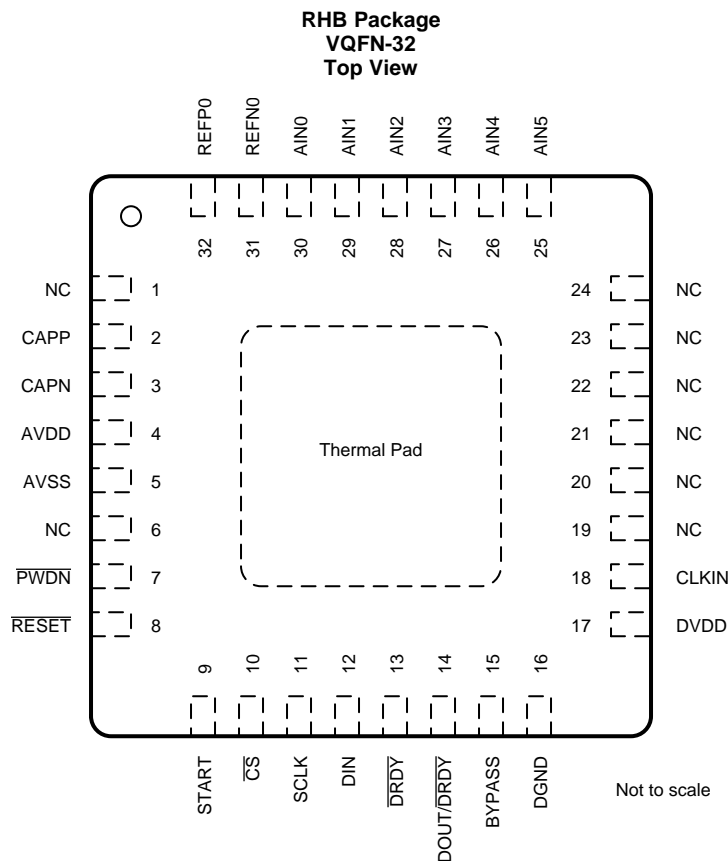 RHB Package
VQFN-32
Top View
REFP0
REFN0
AIN0
AIN1
AIN2
AIN3
AIN4
AIN5
32
31
30
29
28
27
26
25
NC 1
CAPP 2
CAPN 3
AVDD 4
AVSS 5
NC 6
PWDN 7
RESET 8
Thermal Pad
24 NC
23 NC
22 NC
21 NC
20 NC
19 NC
18 CLKIN
17 DVDD
9
10
11
12
13
14
15
16
START
CS
SCLK
DIN
DRDY
DOUT/DRDY
BYPASS
DGND
Not to scale